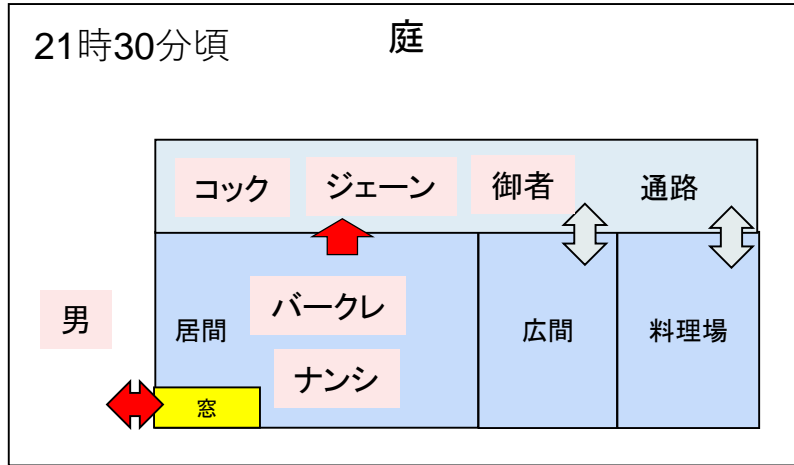 21時30分頃
庭
コック
ジェーン
御者
通路
男
居間
バークレ
ナンシ
窓
広間
料理場